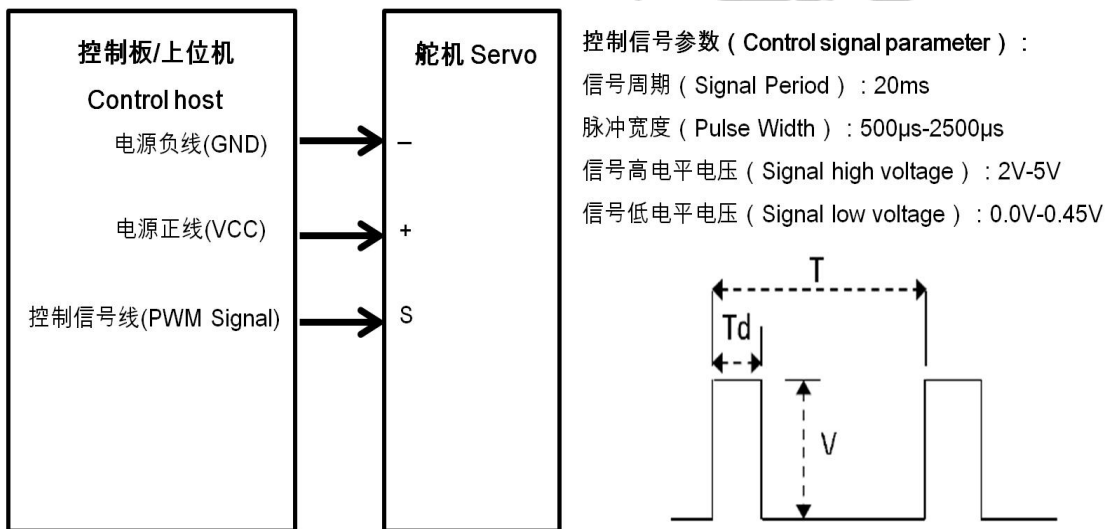 控制板/上位机
Control host
电源负线(GND)
电源正线(VCC)
控制信号线(PWM Signal)
舵机 Servo
–
+
S
控制信号参数（Control signal parameter）:
信号周期（Signal Period）: 20ms
脉冲宽度（Pulse Width）: 500μs-2500μs
信号高电平电压（Signal high voltage）: 2V-5V
信号低电平电压（Signal low voltage）: 0.0V-0.45V
T
Td
V